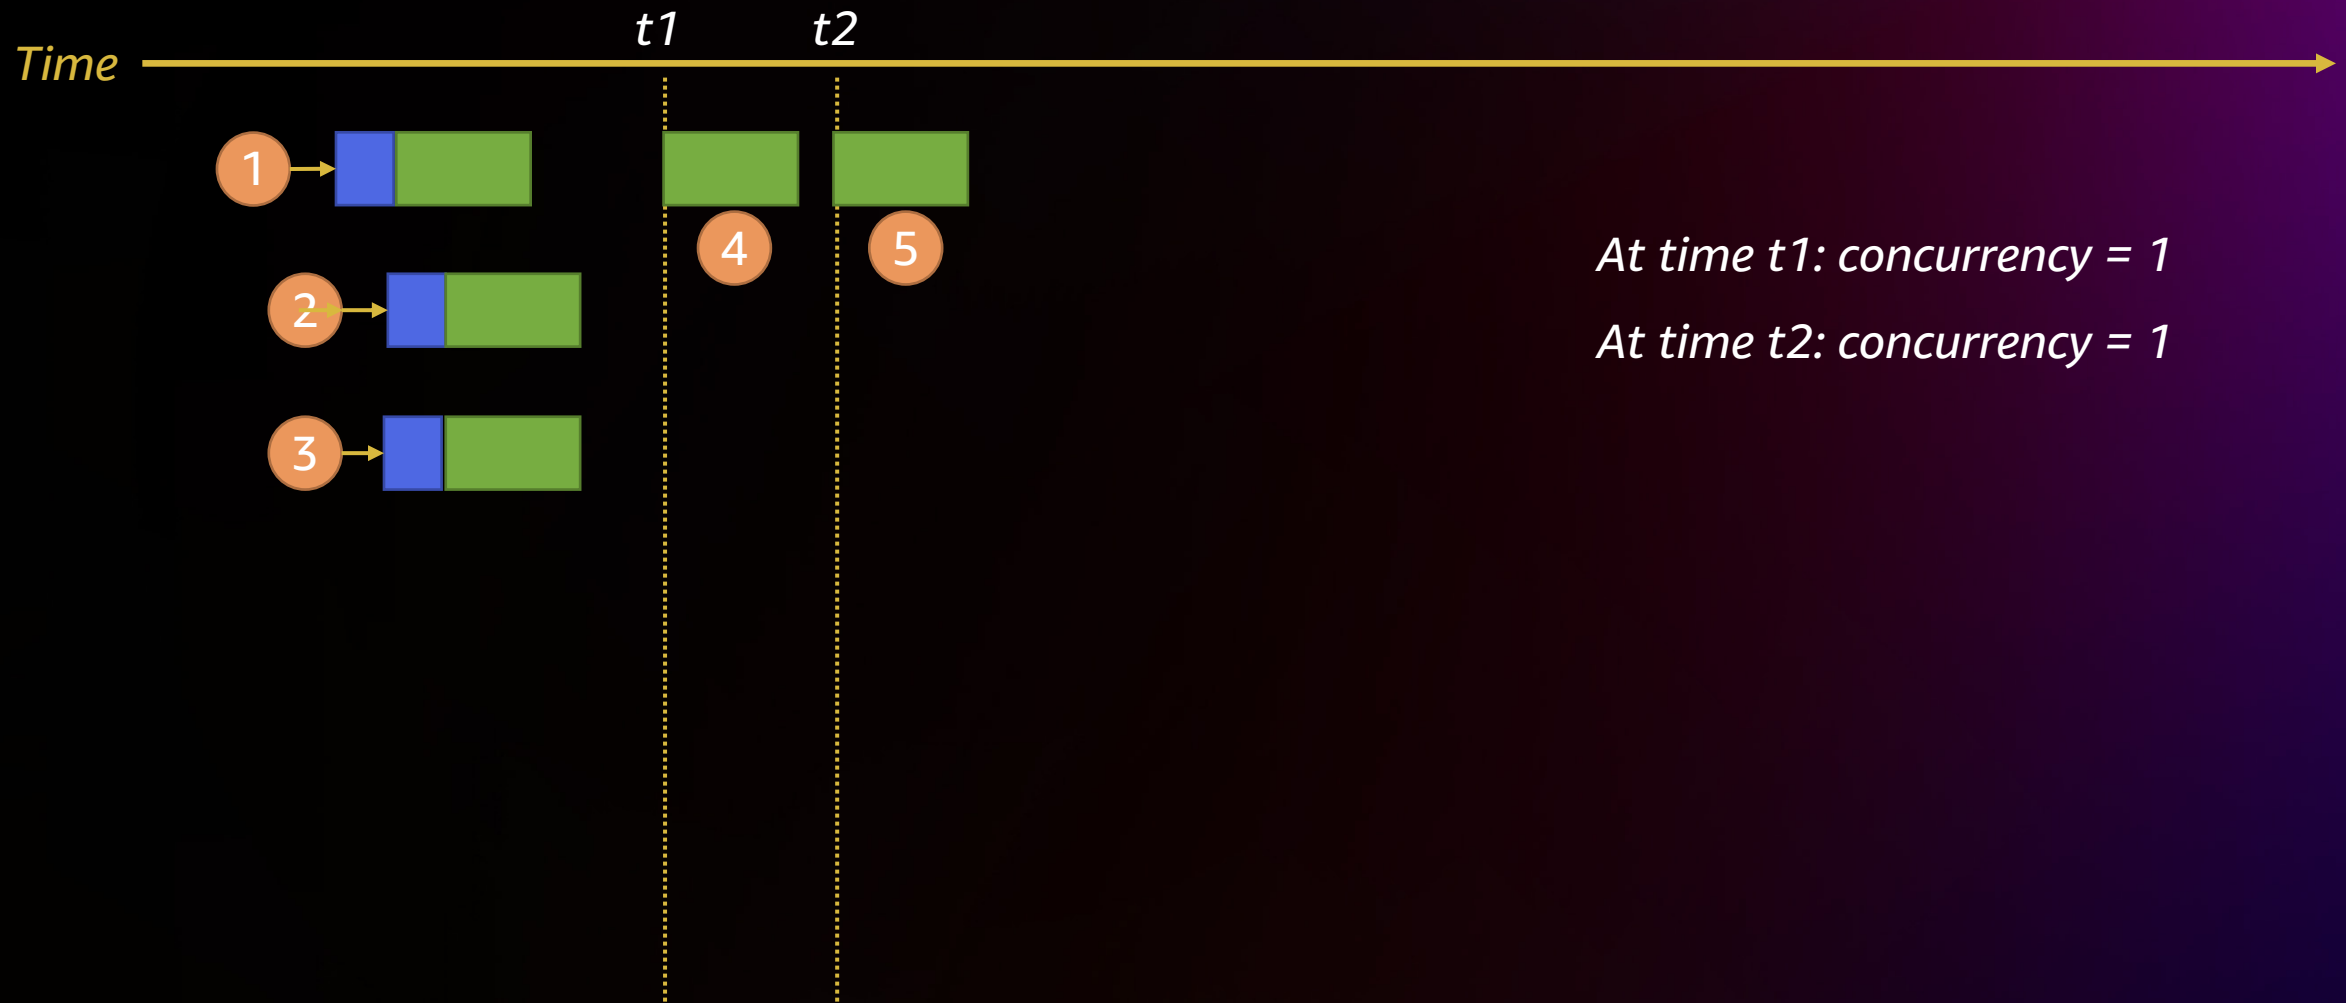 t1
t2
Time
1
4
5
2
3
At time t1: concurrency = 1
At time t2: concurrency = 1